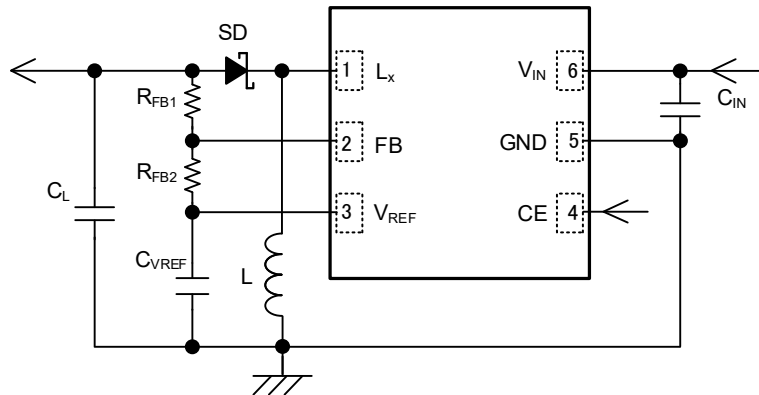 SD
1 Lx VIN 6
CIN
RFB1
2 FB GND 5
RFB2
CL
3 VREF CE 4
CVREF
L